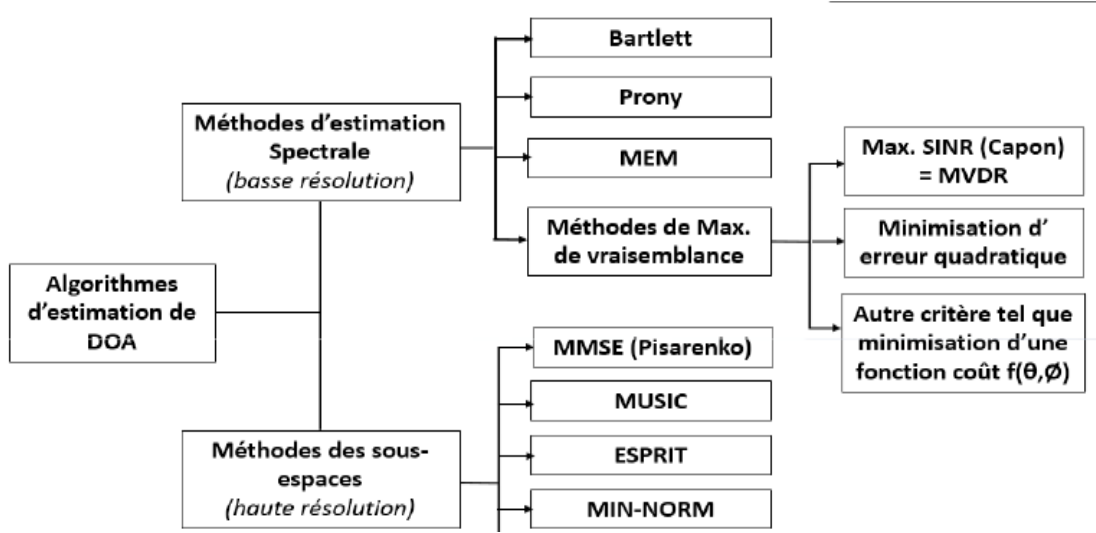 Algorithmes
d'estimation de
DOA
Méthodes d'estimation
Spectrale
(basse résolution)
Bartlett
Prony
MEM
Méthodes de Max.
de vraisemblance
Max. SINR (Capon)
= MVDR
Minimisation d'
erreur quadratique
Autre critère tel que
minimisation d'une
fonction coût f(θ,Ø)
Méthodes des sous-
espaces
(haute résolution)
MMSE (Pisarenko)
MUSIC
ESPRIT
MIN-NORM